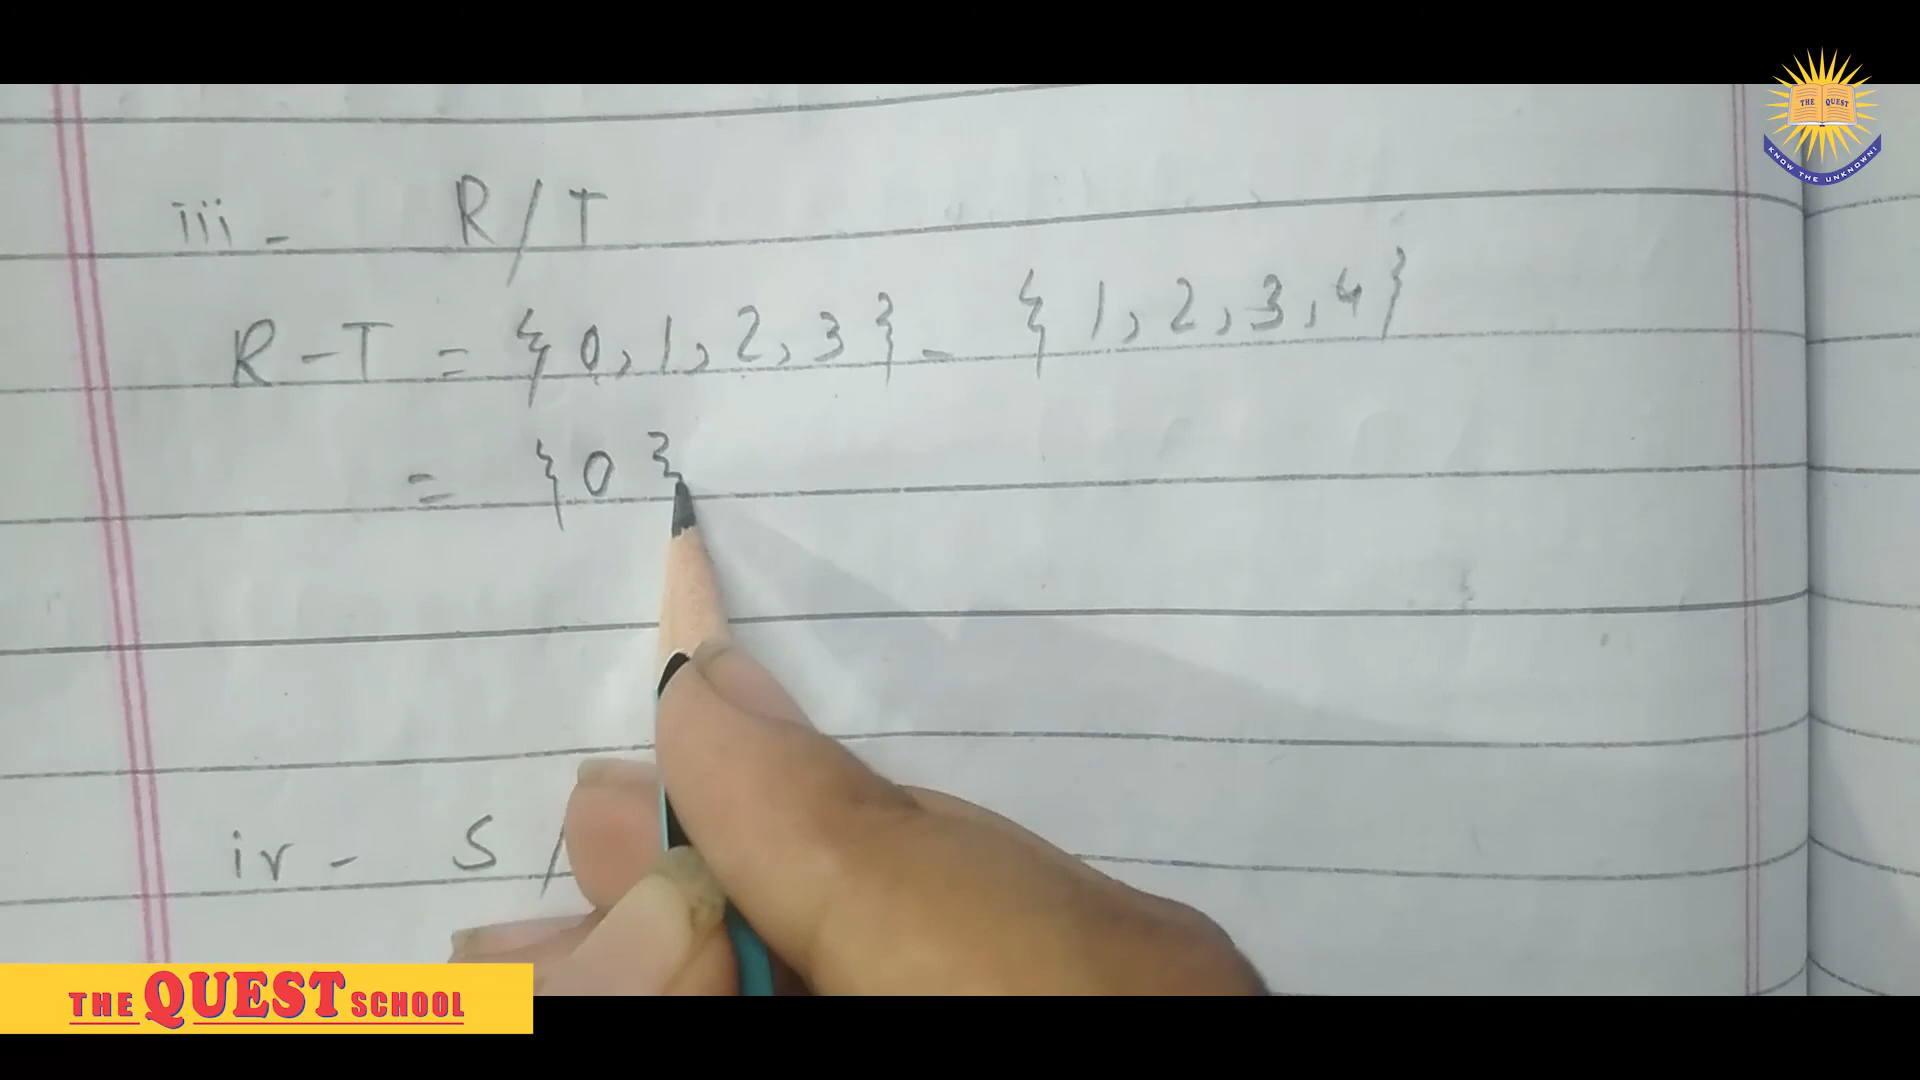 THE QUEST
KNOW THE UNKNOWN!
iii - R/T
R-T = {0,1,2,3} - {1,2,3,4}
= {0}
iv - S/
THE QUEST SCHOOL